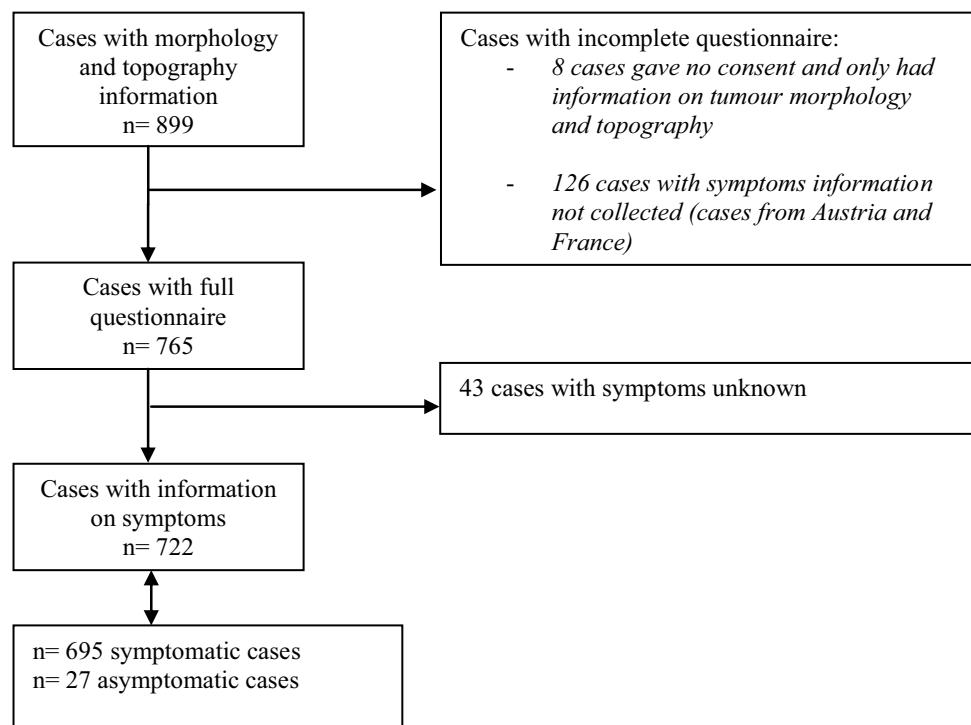 Cases with morphology
and topography
information
n= 899
Cases with incomplete questionnaire:
- 8 cases gave no consent and only had
information on tumour morphology
and topography
- 126 cases with symptoms information
not collected (cases from Austria and
France)
Cases with full
questionnaire
n= 765
43 cases with symptoms unknown
Cases with information
on symptoms
n= 722
n= 695 symptomatic cases
n= 27 asymptomatic cases